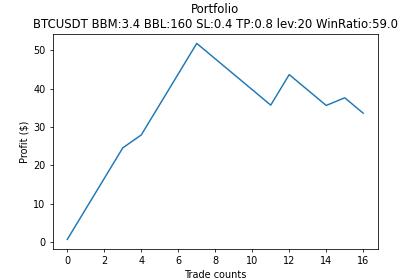 Portfolio
BTCUSDT BBM:3.4 BBL:160 SL:0.4 TP:0.8 lev:20 WinRatio:59.0
50
40
30
20
10
0
Profit ($)
0 2 4 6 8 10 12 14 16
Trade counts